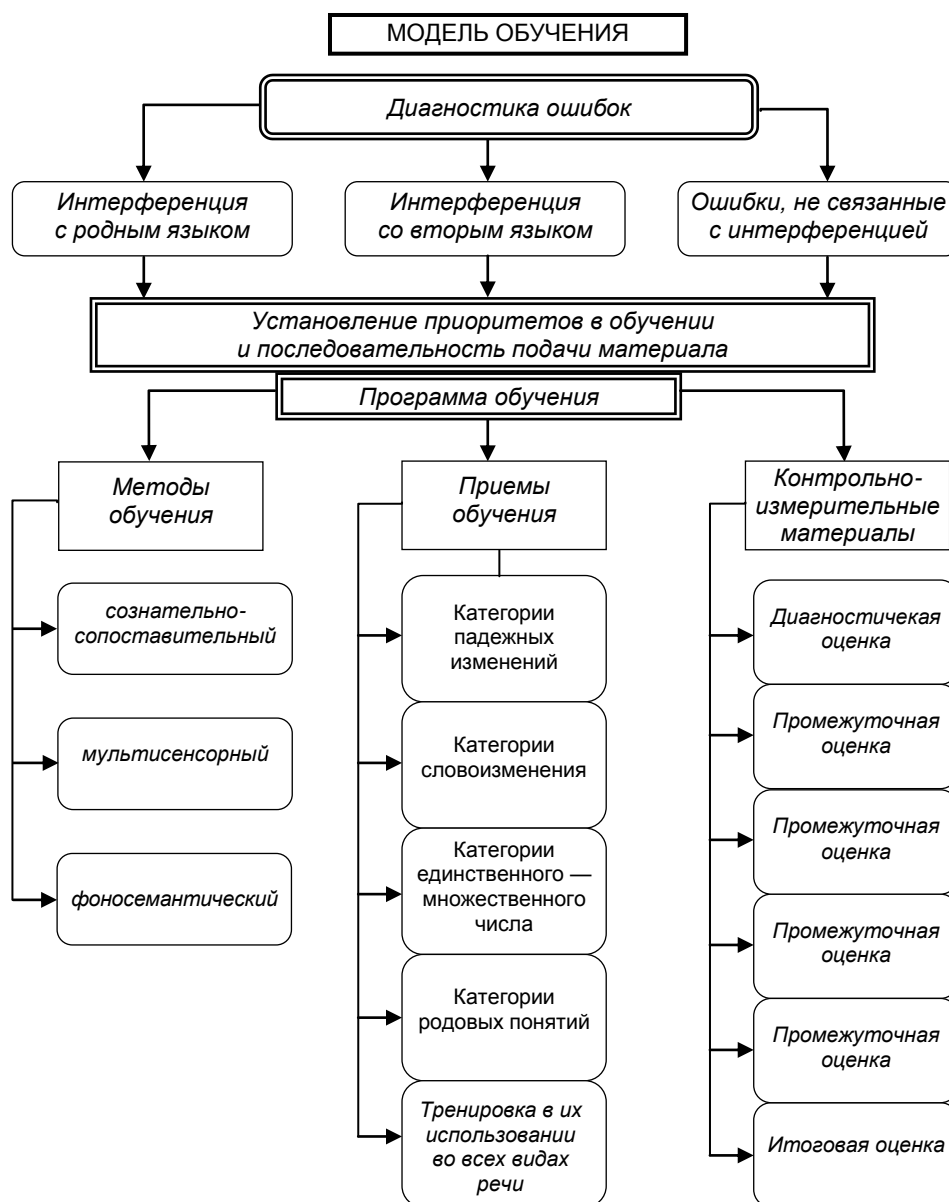 МОДЕЛЬ ОБУЧЕНИЯ
Диагностика ошибок
Интерференция
с родным языком
Интерференция
со вторым языком
Ошибки, не связанные
с интерференцией
Установление приоритетов в обучении
и последовательность подачи материала
Программа обучения
Методы
обучения
сознательно-
сопоставительный
мультисенсорный
фоносемантический
Приемы
обучения
Категории
падежных
изменений
Категории
словоизменения
Категории
единственного —
множественного
числа
Категории
родовых понятий
Тренировка в их
использовании
во всех видах
речи
Контрольно-
измерительные
материалы
Диагностичекая
оценка
Промежуточная
оценка
Промежуточная
оценка
Промежуточная
оценка
Промежуточная
оценка
Итоговая оценка